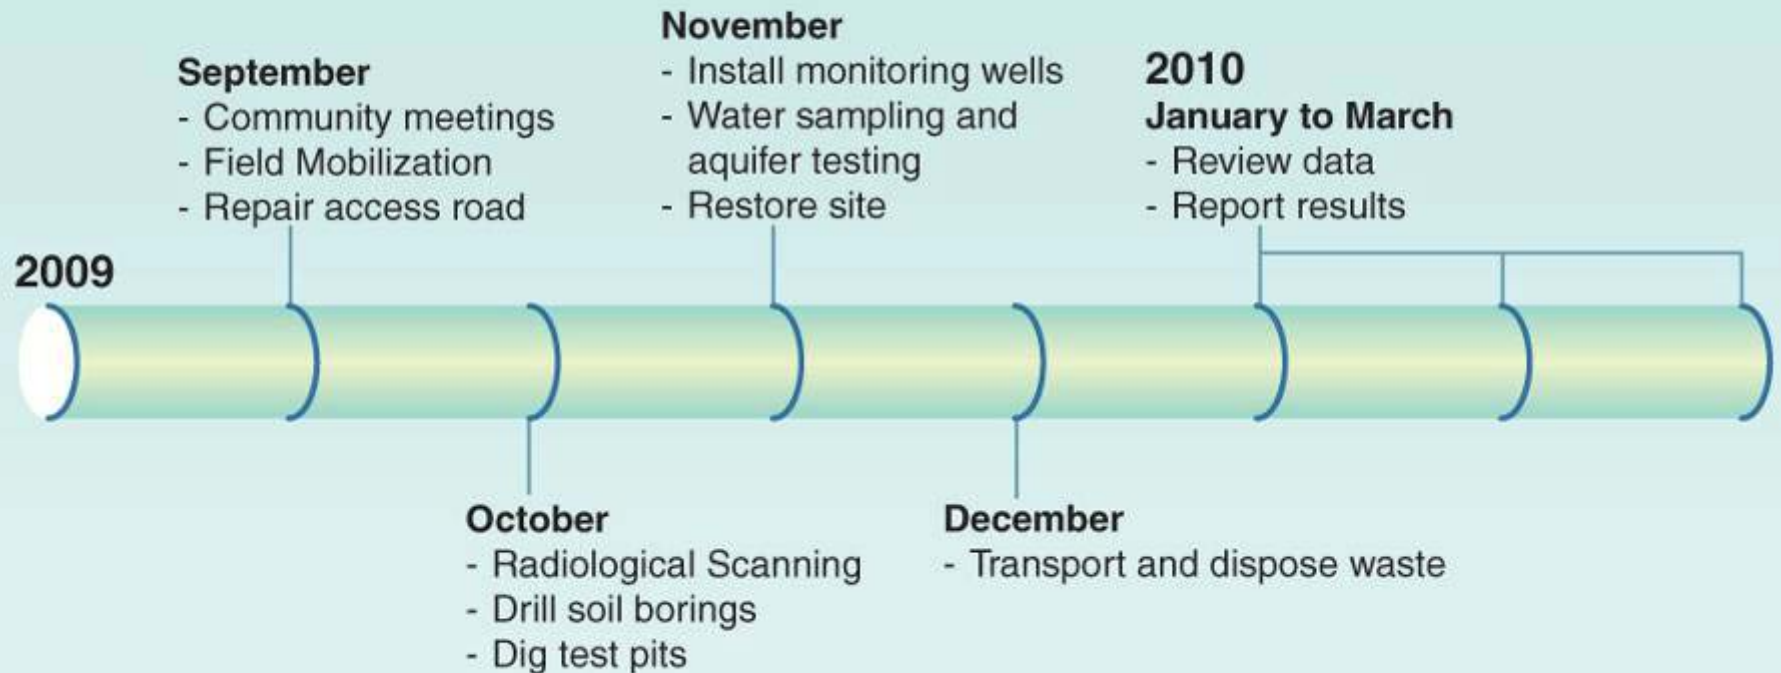 2009
September
- Community meetings
- Field Mobilization
- Repair access road
October
- Radiological Scanning
- Drill soil borings
- Dig test pits
November
- Install monitoring wells
- Water sampling and
aquifer testing
- Restore site
December
- Transport and dispose waste
2010
January to March
- Review data
- Report results